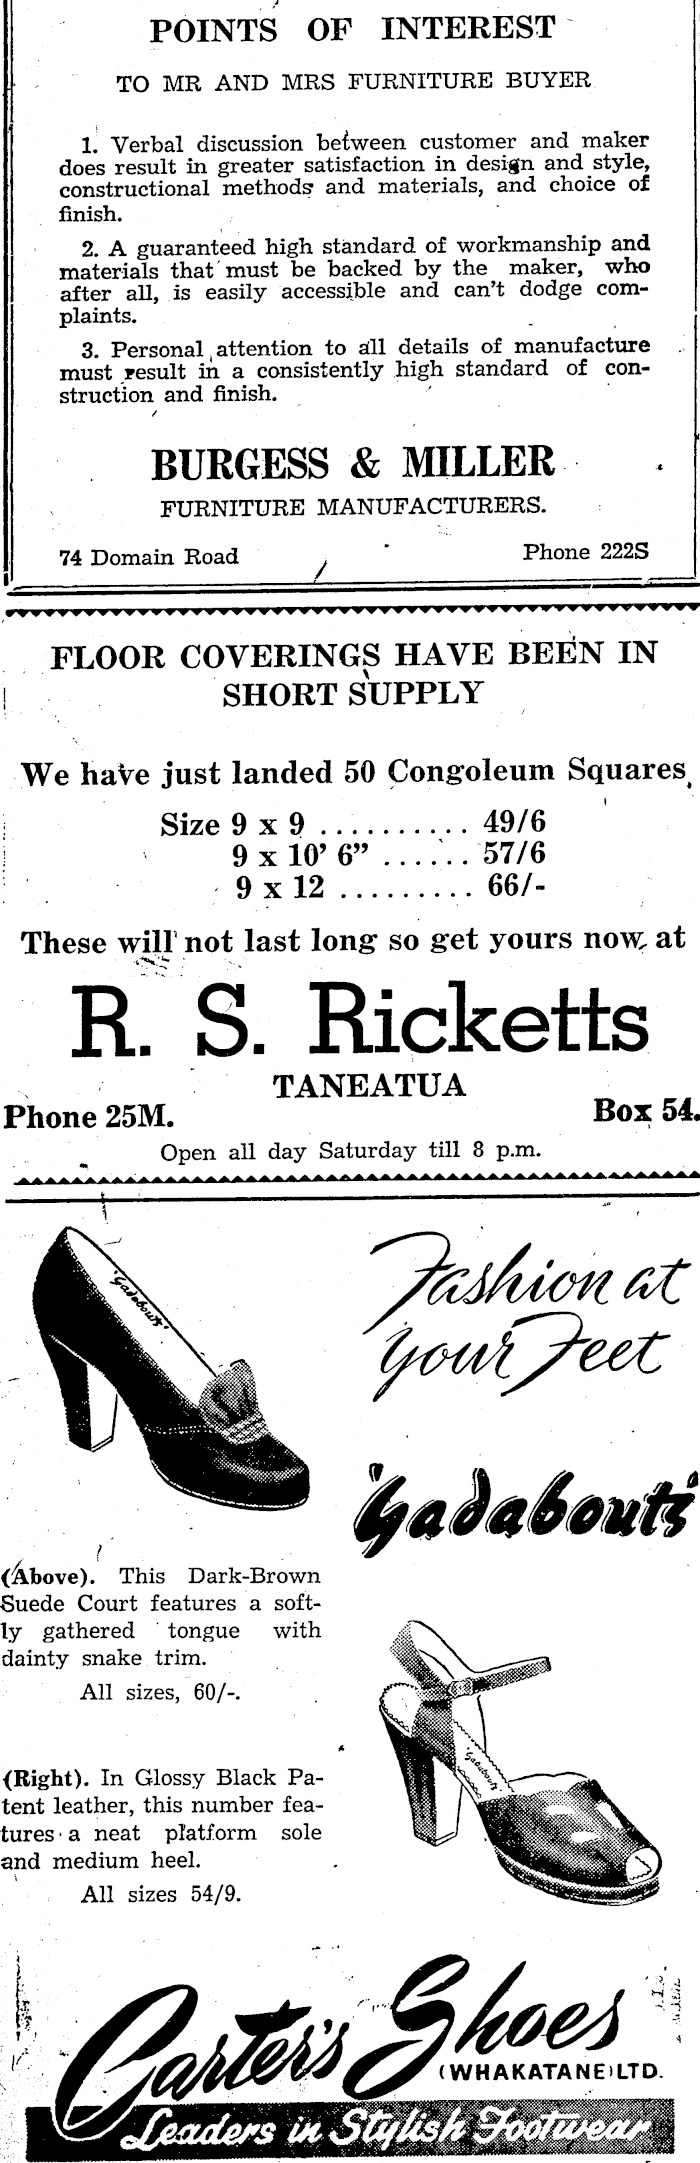 POINTS OF INTEREST
TO MR AND MRS FURNITURE BUYER
1. Verbal discussion between customer and maker
does result in greater satisfaction in design and style,
constructional methods and materials, and choice of
finish.
2. A guaranteed high standard of workmanship and
materials that must be backed by the maker, who
after all, is easily accessible and can't dodge com-
plaints.
3. Personal attention to all details of manufacture
must result in a consistently high standard of con-
struction and finish.
BURGESS & MILLER
FURNITURE MANUFACTURERS.
74 Domain Road Phone 222S
FLOOR COVERINGS HAVE BEEN IN
SHORT SUPPLY
We have just landed 50 Congoleum Squares
Size 9 x 9 .......... 49/6
9 x 10' 6" ...... 57/6
9 x 12 ......... 66/-
These will not last long so get yours now at
R. S. Ricketts
TANEATUA
Phone 25M. Box 54.
Open all day Saturday till 8 p.m.
'Gadabouts'
Fashion at
your Feet
'Gadabouts'
(Above). This Dark-Brown
Suede Court features a soft-
ly gathered tongue with
dainty snake trim.
All sizes, 60/-.
'Gadabouts'
(Right). In Glossy Black Pa-
tent leather, this number fea-
tures a neat platform sole
and medium heel.
All sizes 54/9.
Carter's Shoes
(WHAKATANE) LTD.
Leaders in Stylish Footwear